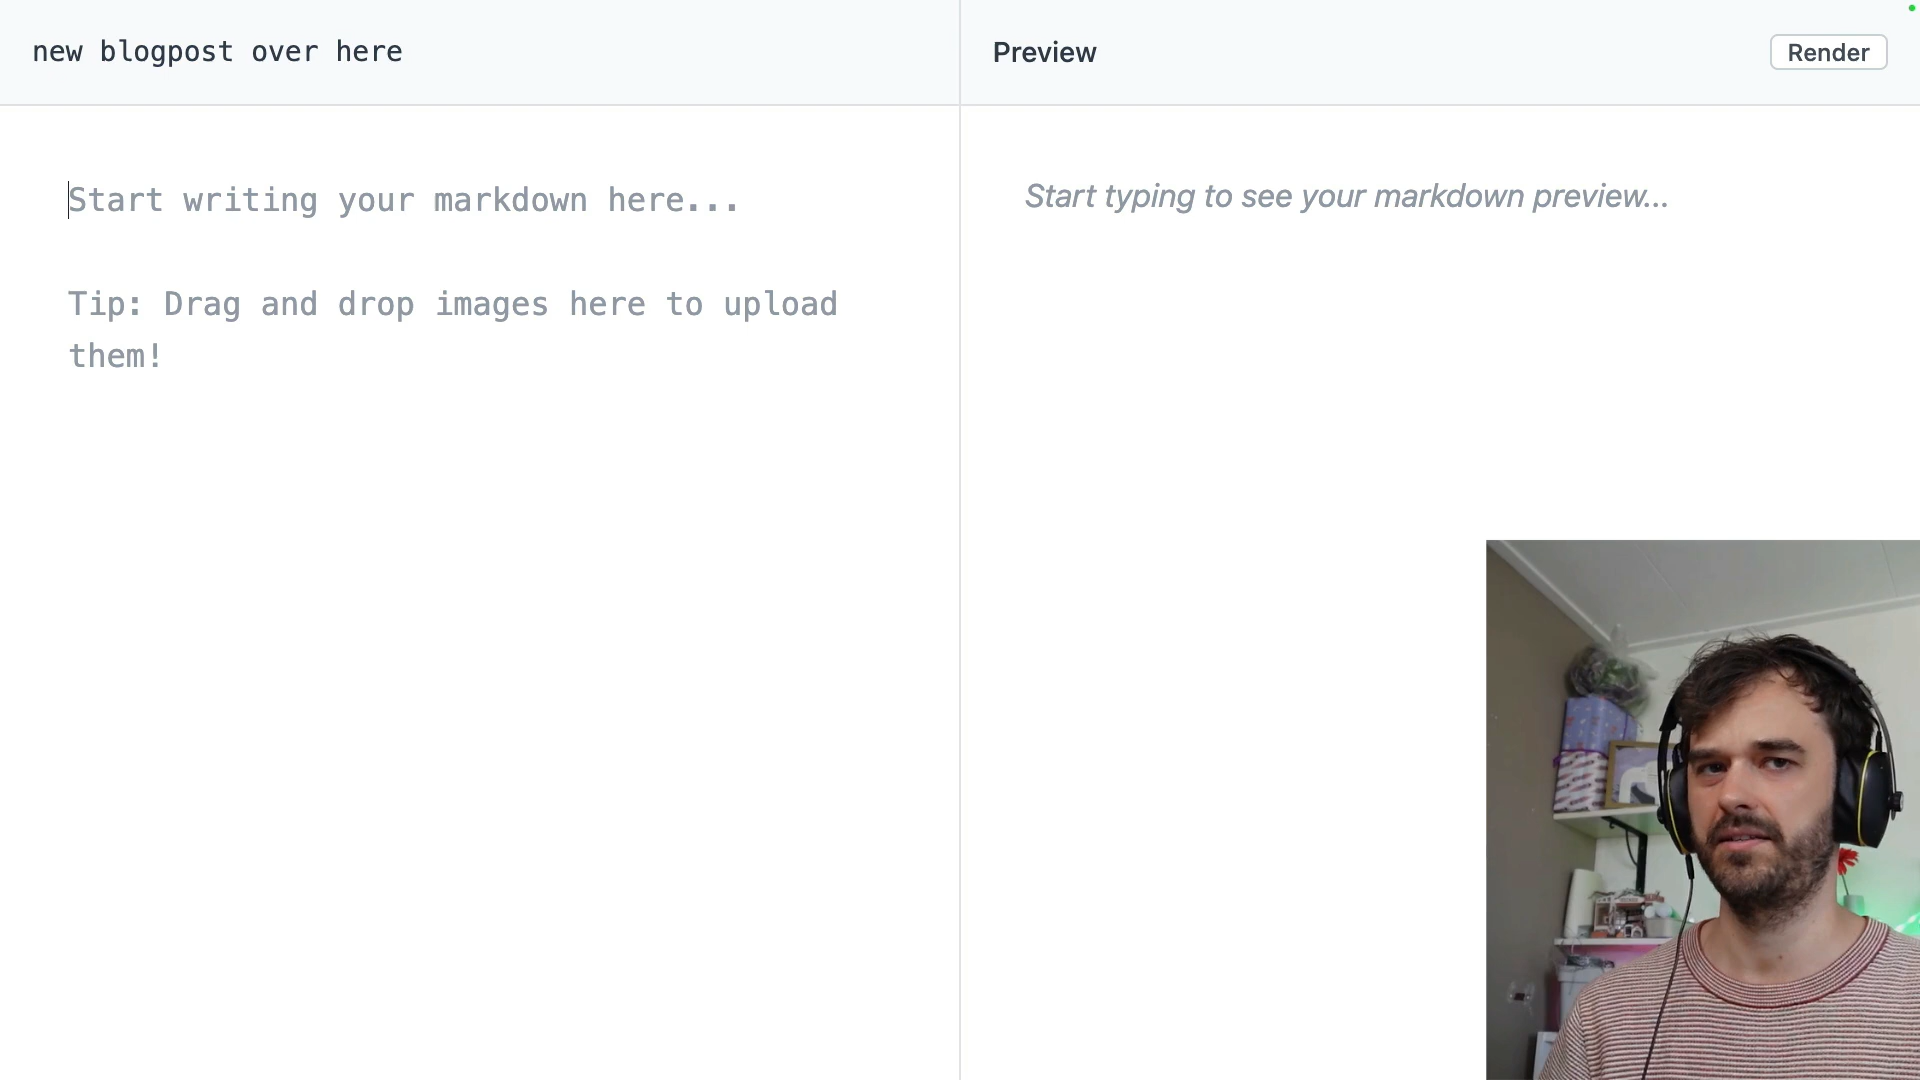 new blogpost over here
Preview
Render
Start writing your markdown here...
Tip: Drag and drop images here to upload
them!
Start typing to see your markdown preview...